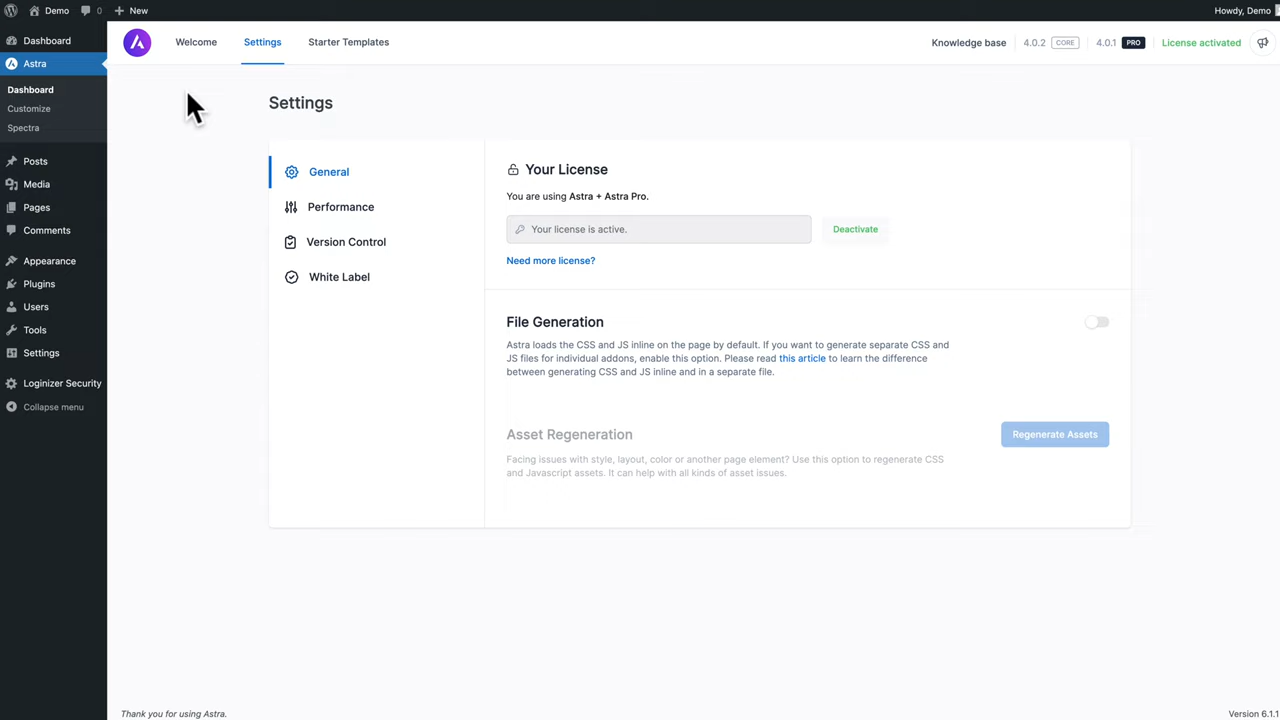 Demo
0
New
Howdy, Demo
Dashboard
Astra
Dashboard
Customize
Spectra
Posts
Media
Pages
Comments
Appearance
Plugins
Users
Tools
Settings
Loginizer Security
Collapse menu
Welcome
Settings
Starter Templates
Knowledge base
4.0.2
CORE
4.0.1
PRO
License activated
Settings
General
Performance
Version Control
White Label
Your License
You are using Astra + Astra Pro.
Your license is active.
Deactivate
Need more license?
File Generation
Astra loads the CSS and JS inline on the page by default. If you want to generate separate CSS and
JS files for individual addons, enable this option. Please read this article to learn the difference
between generating CSS and JS inline and in a separate file.
Asset Regeneration
Regenerate Assets
Facing issues with style, layout, color or another page element? Use this option to regenerate CSS
and Javascript assets. It can help with all kinds of asset issues.
Thank you for using Astra.
Version 6.1.1